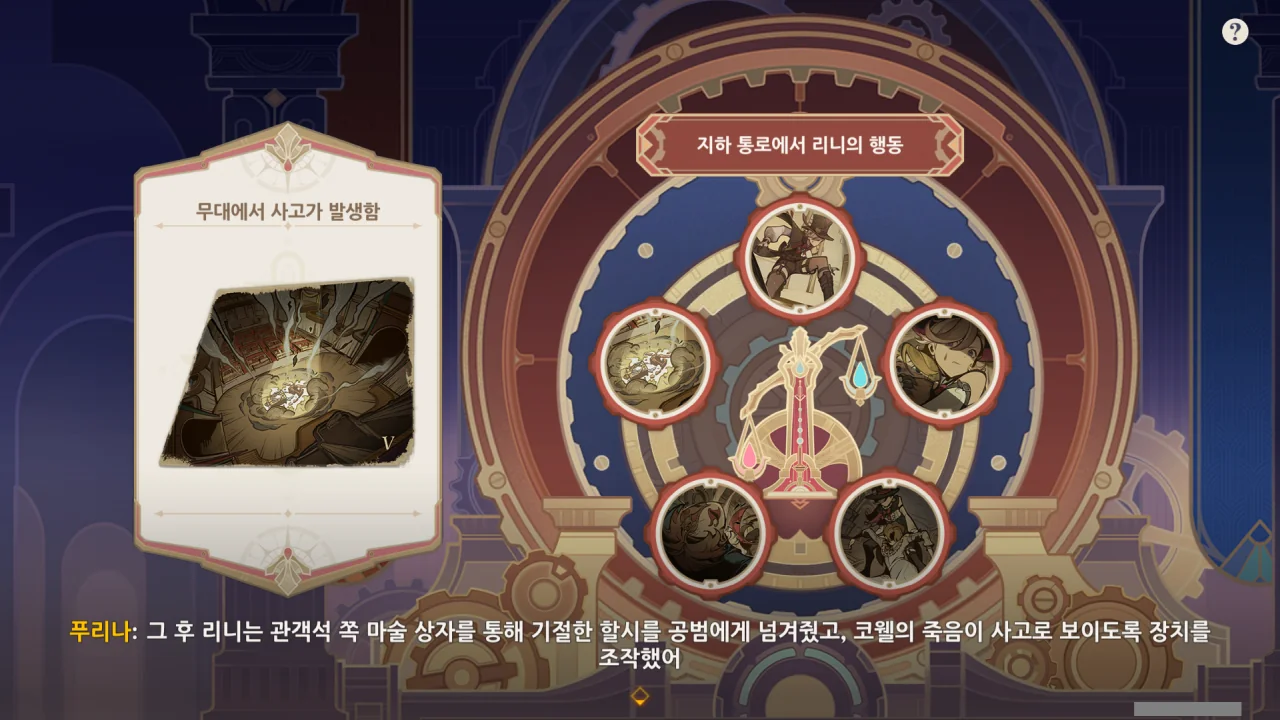 ?
지하 통로에서 리니의 행동
무대에서 사고가 발생함
V
푸리나: 그 후 리니는 관객석 쪽 마술 상자를 통해 기절한 할시를 공범에게 넘겨줬고, 코웰의 죽음이 사고로 보이도록 장치를
조작했어